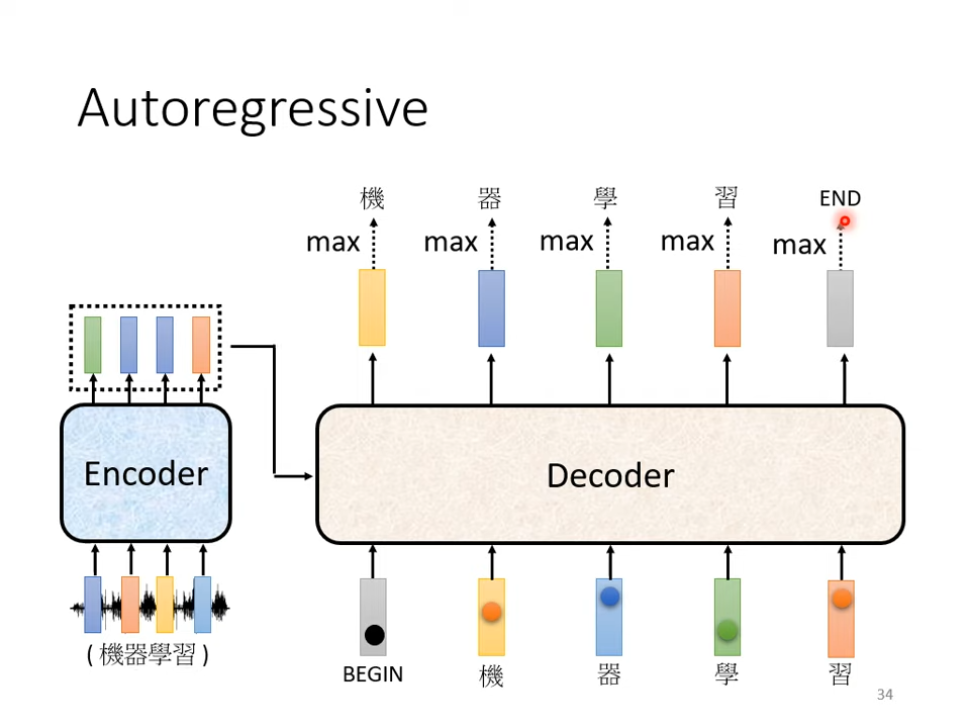 Autoregressive
機 器 學 習 END
max max max max max
Encoder
Decoder
(機器學習)
BEGIN 機 器 學 習
34